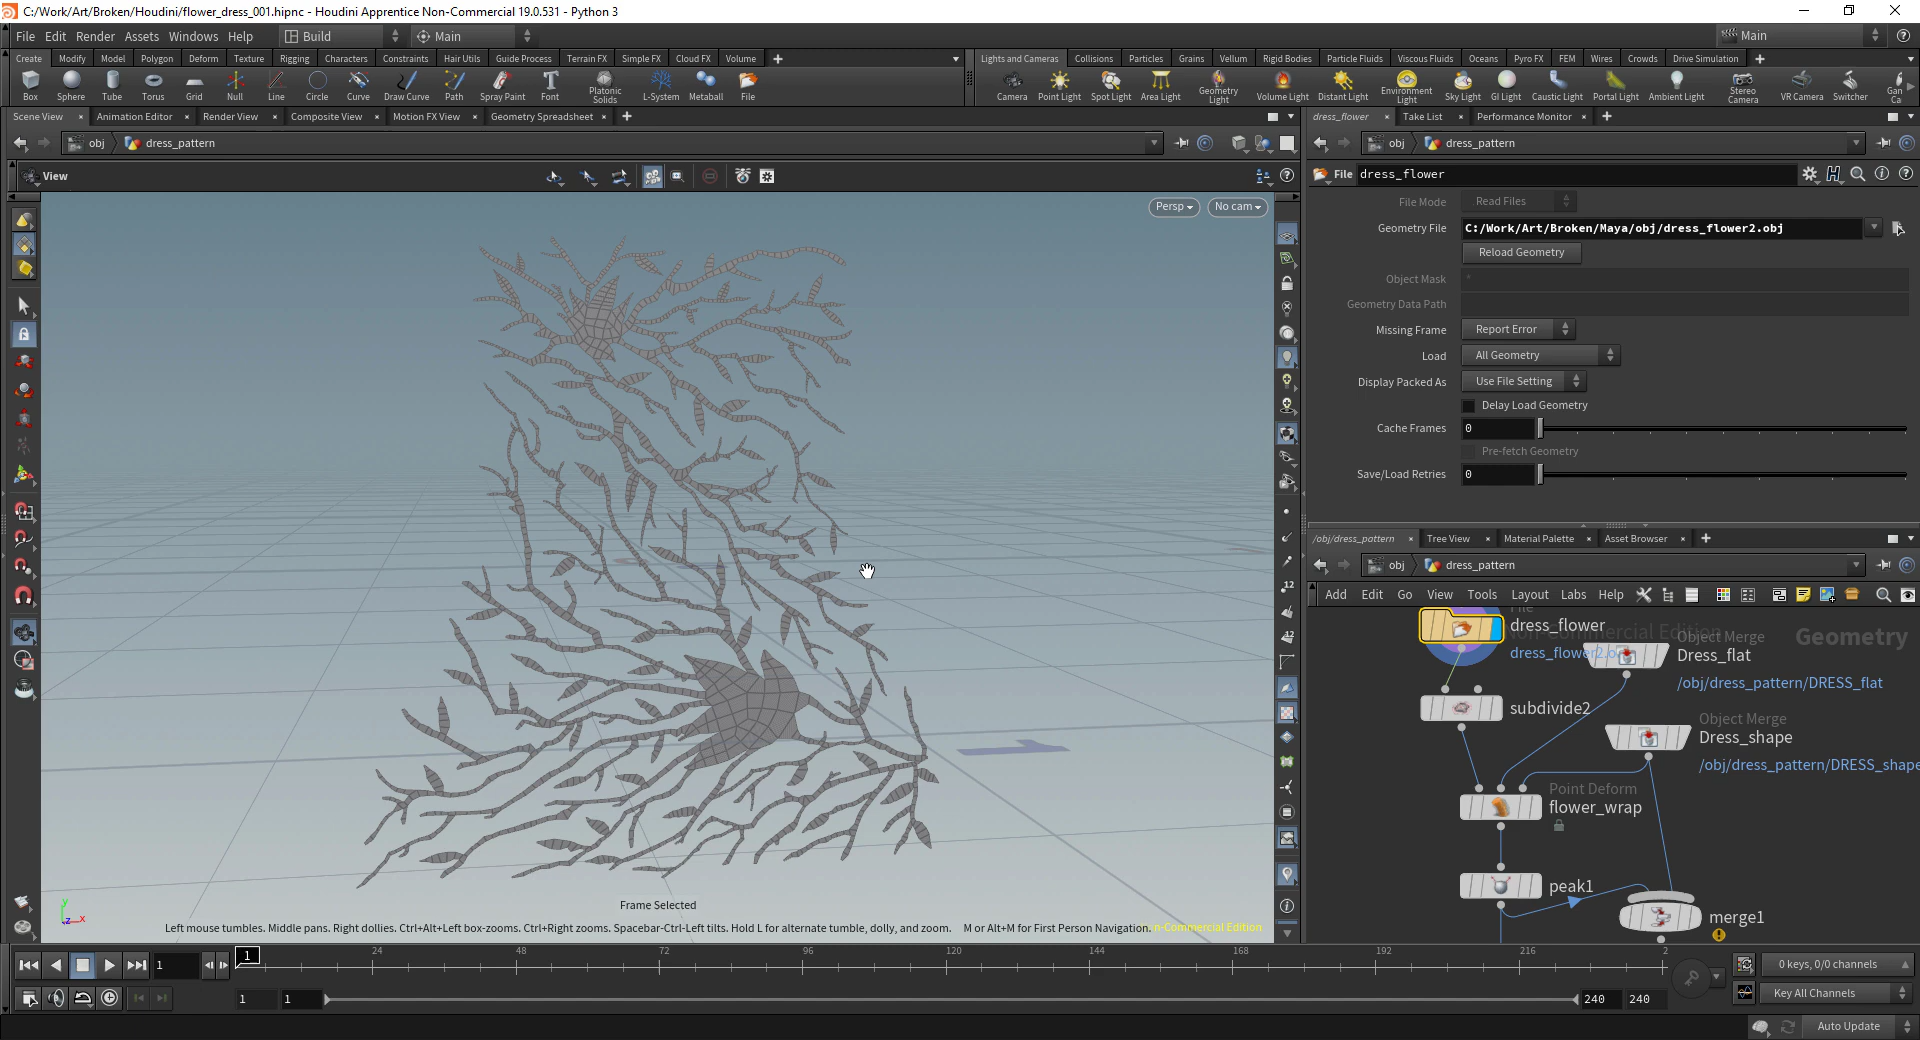 C:/Work/Art/Broken/Houdini/flower_dress_001.hipnc - Houdini Apprentice Non-Commercial 19.0.531 - Python 3
File Edit Render Assets Windows Help Build Main Main
Create Modify Model Polygon Deform Texture Rigging Characters Constraints Hair Utils Guide Process Terrain FX Simple FX Cloud FX Volume
Lights and Cameras Collisions Particles Grains Vellum Rigid Bodies Particle Fluids Viscous Fluids Oceans Pyro FX FEM Wires Crowds Drive Simulation
Box Sphere Tube Torus Grid Null Line Circle Curve Draw Curve Path Spray Paint Font Platonic Solids L-System Metaball File
Camera Point Light Spot Light Area Light Geometry Light Volume Light Distant Light Environment Light Sky Light GI Light Caustic Light Portal Light Ambient Light Stereo Camera VR Camera Switcher Gan Ca
Scene View Animation Editor Render View Composite View Motion FX View Geometry Spreadsheet
dress_flower Take List Performance Monitor
obj dress_pattern
obj dress_pattern
View
File dress_flower
Persp No cam
File Mode Read Files
Geometry File C:/Work/Art/Broken/Maya/obj/dress_flower2.obj
Reload Geometry
Object Mask *
Geometry Data Path
Missing Frame Report Error
Load All Geometry
Display Packed As Use File Setting
Delay Load Geometry
Cache Frames 0
Pre-fetch Geometry
Save/Load Retries 0
/obj/dress_pattern Tree View Material Palette Asset Browser
obj dress_pattern
Add Edit Go View Tools Layout Labs Help
File
dress_flower
Non-Commercial Edition
Geometry
dress_flower2.o
Object Merge
Dress_flat
/obj/dress_pattern/DRESS_flat
subdivide2
Object Merge
Dress_shape
/obj/dress_pattern/DRESS_shape
Point Deform
flower_wrap
peak1
merge1
Frame Selected
Left mouse tumbles. Middle pans. Right dollies. Ctrl+Alt+Left box-zooms. Ctrl+Right zooms. Spacebar-Ctrl-Left tilts. Hold L for alternate tumble, dolly, and zoom. M or Alt+M for First Person Navigation.
n-Commercial Edition
z x y
12
12
1 1 24 48 72 96 120 144 168 192 216 2
0 keys, 0/0 channels
1 1 240 240
Key All Channels
Auto Update